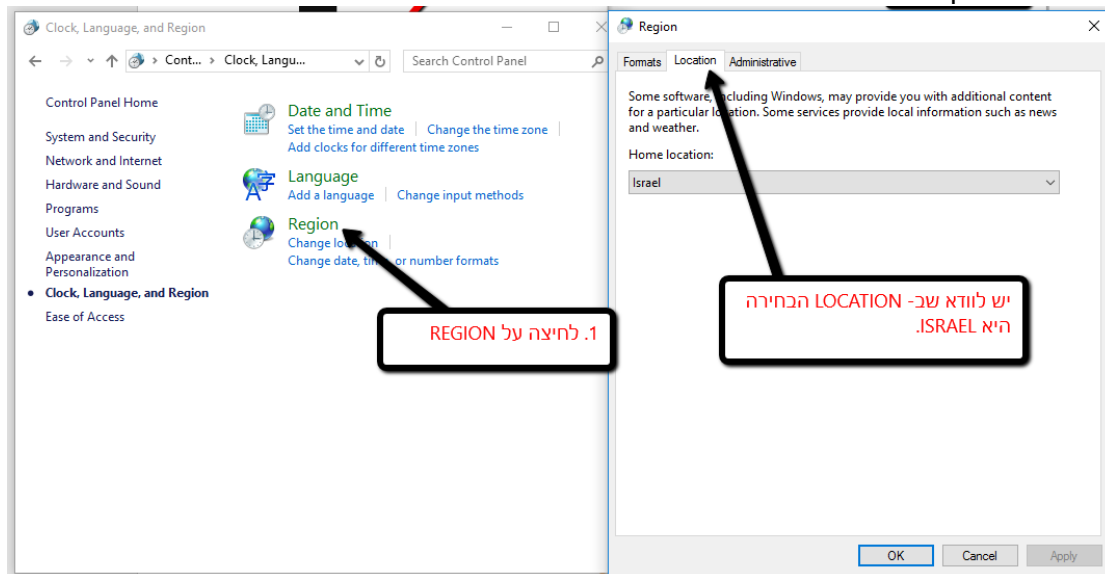 Clock, Language, and Region
Cont... > Clock, Langu...
Search Control Panel
Control Panel Home
System and Security
Network and Internet
Hardware and Sound
Programs
User Accounts
Appearance and
Personalization
Clock, Language, and Region
Ease of Access
Date and Time
Set the time and date | Change the time zone |
Add clocks for different time zones
Language
Add a language | Change input methods
Region
Change location |
Change date, time, or number formats
1. לחיצה על REGION
Region
Formats Location Administrative
Some software, including Windows, may provide you with additional content
for a particular location. Some services provide local information such as news
and weather.
Home location:
Israel
יש לוודא שב- LOCATION הבחירה
היא ISRAEL.
OK Cancel Apply